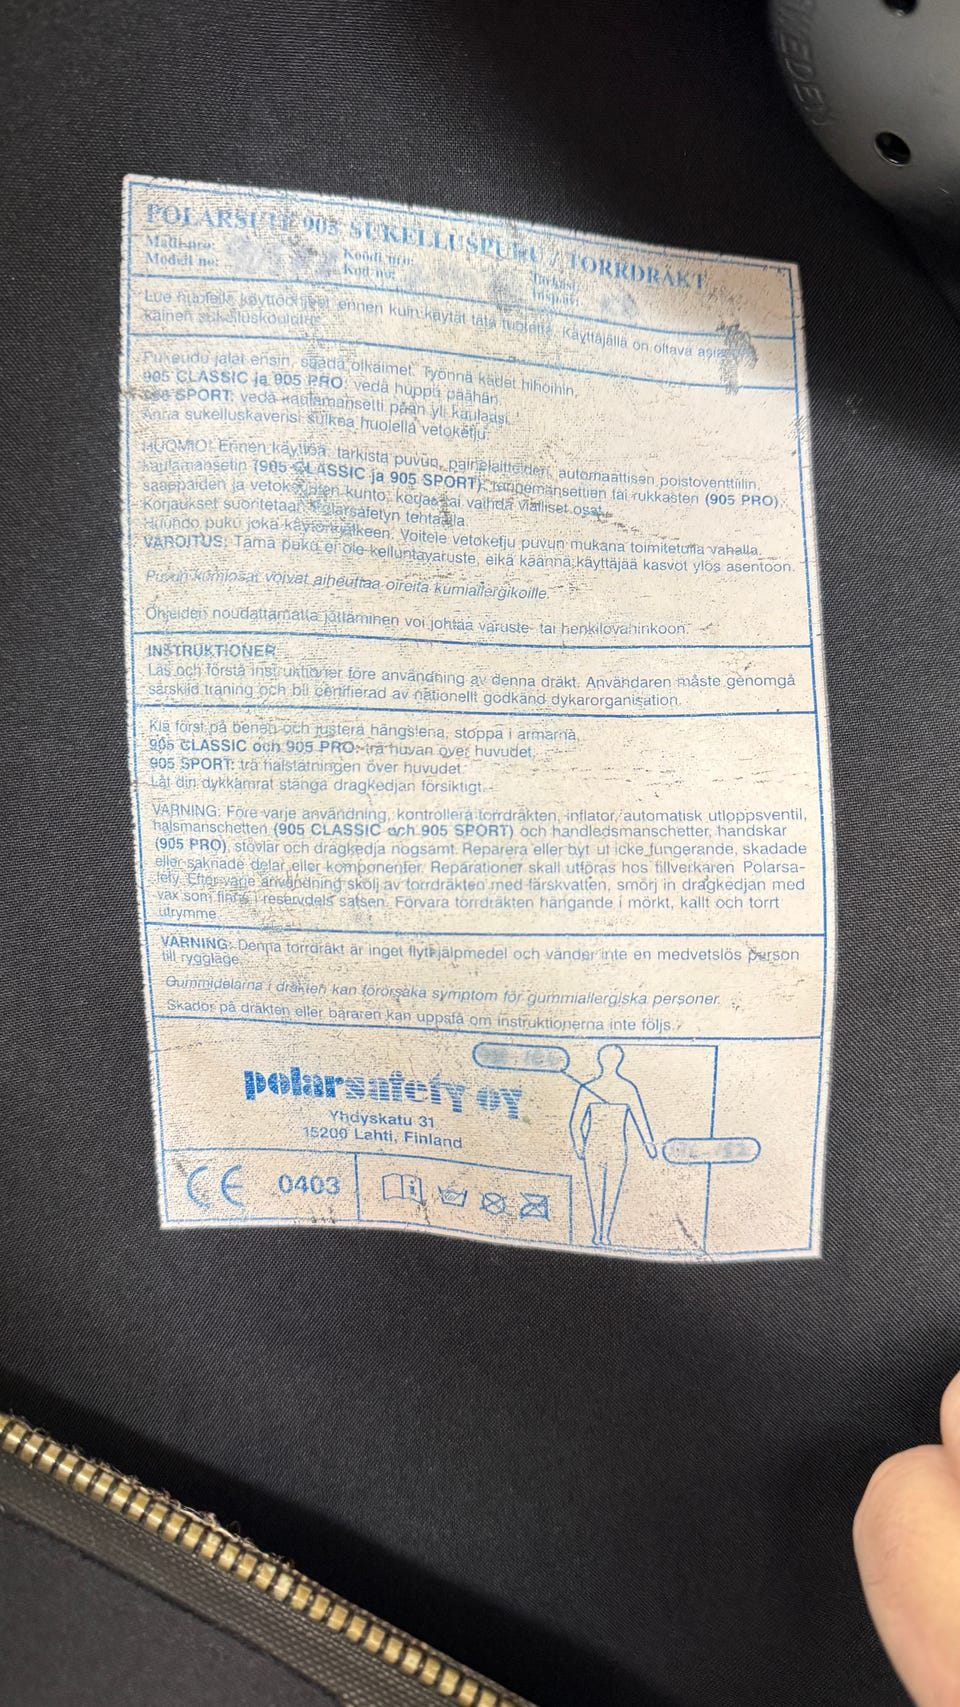 POLARSUIT 905 SUKELLUSPUKU / TORRDRÄKT
Malli-nro:
Modell no:
Koodi-nro:
Kod-no:
Tarkast:
Inspekt:
Lue huolella käyttöohjeet ennen kuin käytät tätä tuotetta. Käyttäjällä on oltava
kainen sukelluskoulutus.
Pukeudu jalat ensin, säädä olkaimet. Työnnä kädet hihoihin.
905 CLASSIC ja 905 PRO: vedä huppu päähän.
905 SPORT: vedä kaulamansetti pään yli kaulaasi.
Anna sukelluskaverisi sulkea huolella vetoketju.
HUOMIO! Ennen käyttöä: tarkista puvun, painelaitteiden, automaattisen poistoventtiilin,
kaulamansetin (905 CLASSIC ja 905 SPORT), rannemansettien tai rukkasten (905 PRO),
saappaiden ja vetoketjujen kunto; korjaa tai vaihda vialliset osat.
Korjaukset suoritetaan Polarsafetyn tehtaalla.
Huuhdo puku joka käytön jälkeen. Voitele vetoketju puvun mukana toimitetulla vahalla.
VAROITUS: Tämä puku ei ole kelluntavaruste, eikä käännä käyttäjää kasvot ylös asentoon.
Puvun kumiosat voivat aiheuttaa oireita kumiallergikoille.
Ohjeiden noudattamatta jättäminen voi johtaa varuste- tai henkilövahinkoon.
INSTRUKTIONER
Läs och förstå instruktioner före användning av denna dräkt. Användaren måste genomgå
särskild träning och bli certifierad av nationellt godkänd dykarorganisation.
Klä först på benen och justera hängslena, stoppa i armarna,
905 CLASSIC och 905 PRO: trä huvan över huvudet,
905 SPORT: trä halstätningen över huvudet
Låt din dykkamrat stänga dragkedjan försiktigt.
VARNING: Före varje användning, kontrollera torrdräkten, inflator, automatisk utloppsventil,
halsmanschetten (905 CLASSIC och 905 SPORT) och handledsmanschetter, handskar
(905 PRO), stövlar och dragkedja nogsamt. Reparera eller byt ut icke fungerande, skadade
eller saknade delar eller komponenter. Reparationer skall utföras hos tillverkaren Polarsa-
fety. Efter varje användning skölj av torrdräkten med färskvatten, smörj in dragkedjan med
vax som finns i reservdels satsen. Förvara torrdräkten hängande i mörkt, kallt och torrt
utrymme
VARNING: Denna torrdräkt är inget flythjälpmedel och vänder inte en medvetslös person
till ryggläge.
Gummidelarna i dräkten kan förorsaka symptom för gummiallergiska personer.
Skador på dräkten eller bäraren kan uppstå om instruktionerna inte följs.
polarsafety oy
Yhdyskatu 31
15200 Lahti, Finland
CE 0403
SWEDEN